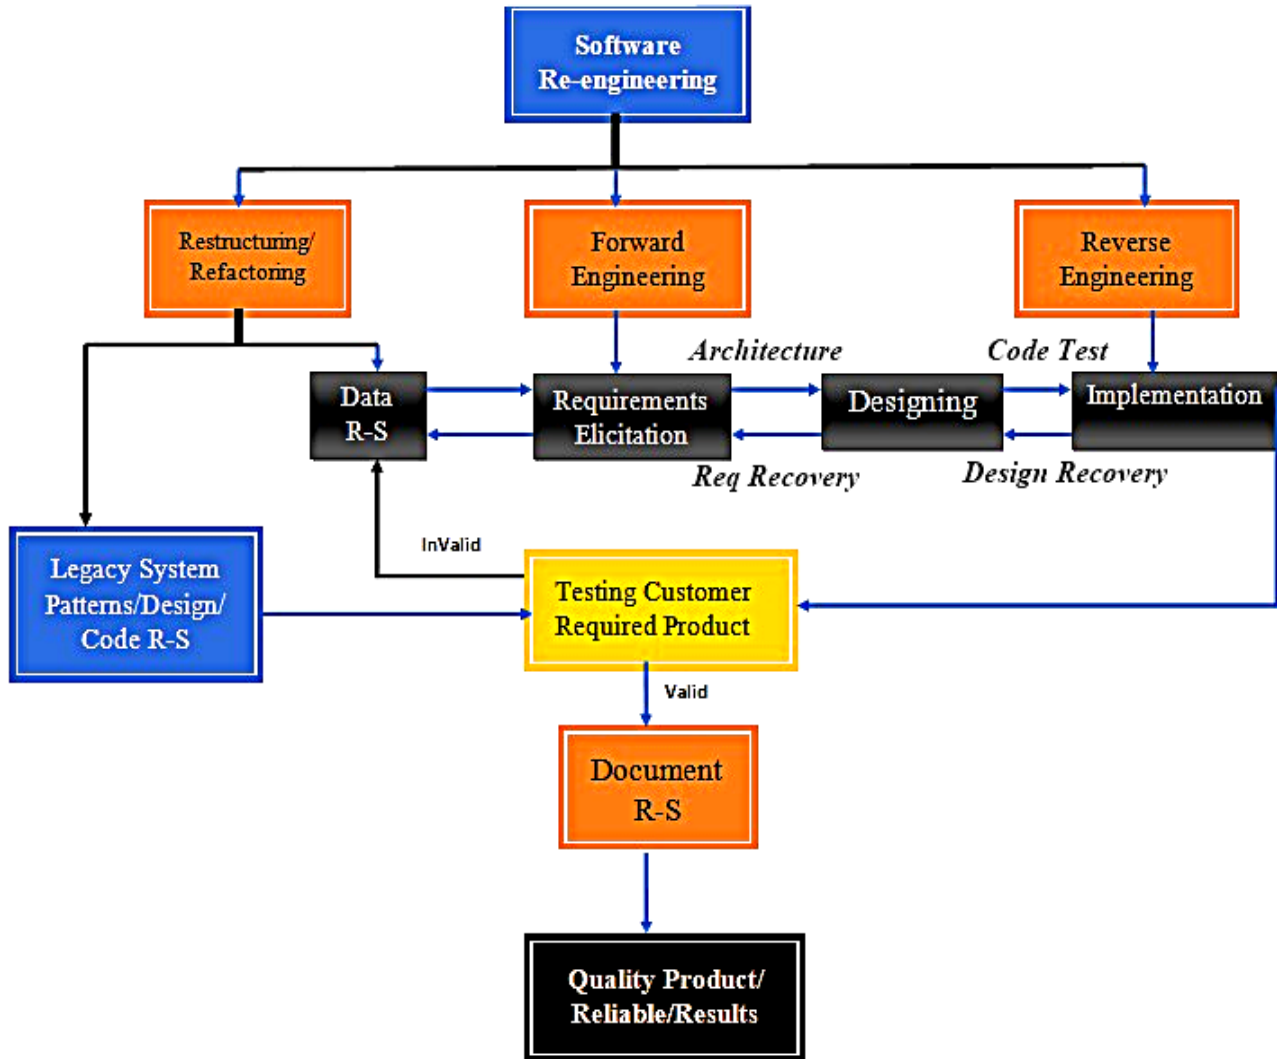 Software
Re-engineering
Restructuring/
Refactoring
Forward
Engineering
Reverse
Engineering
Architecture
Code Test
Data
R-S
Requirements
Elicitation
Designing
Implementation
Req Recovery
Design Recovery
InValid
Legacy System
Patterns/Design/
Code R-S
Testing Customer
Required Product
Valid
Document
R-S
Quality Product/
Reliable/Results